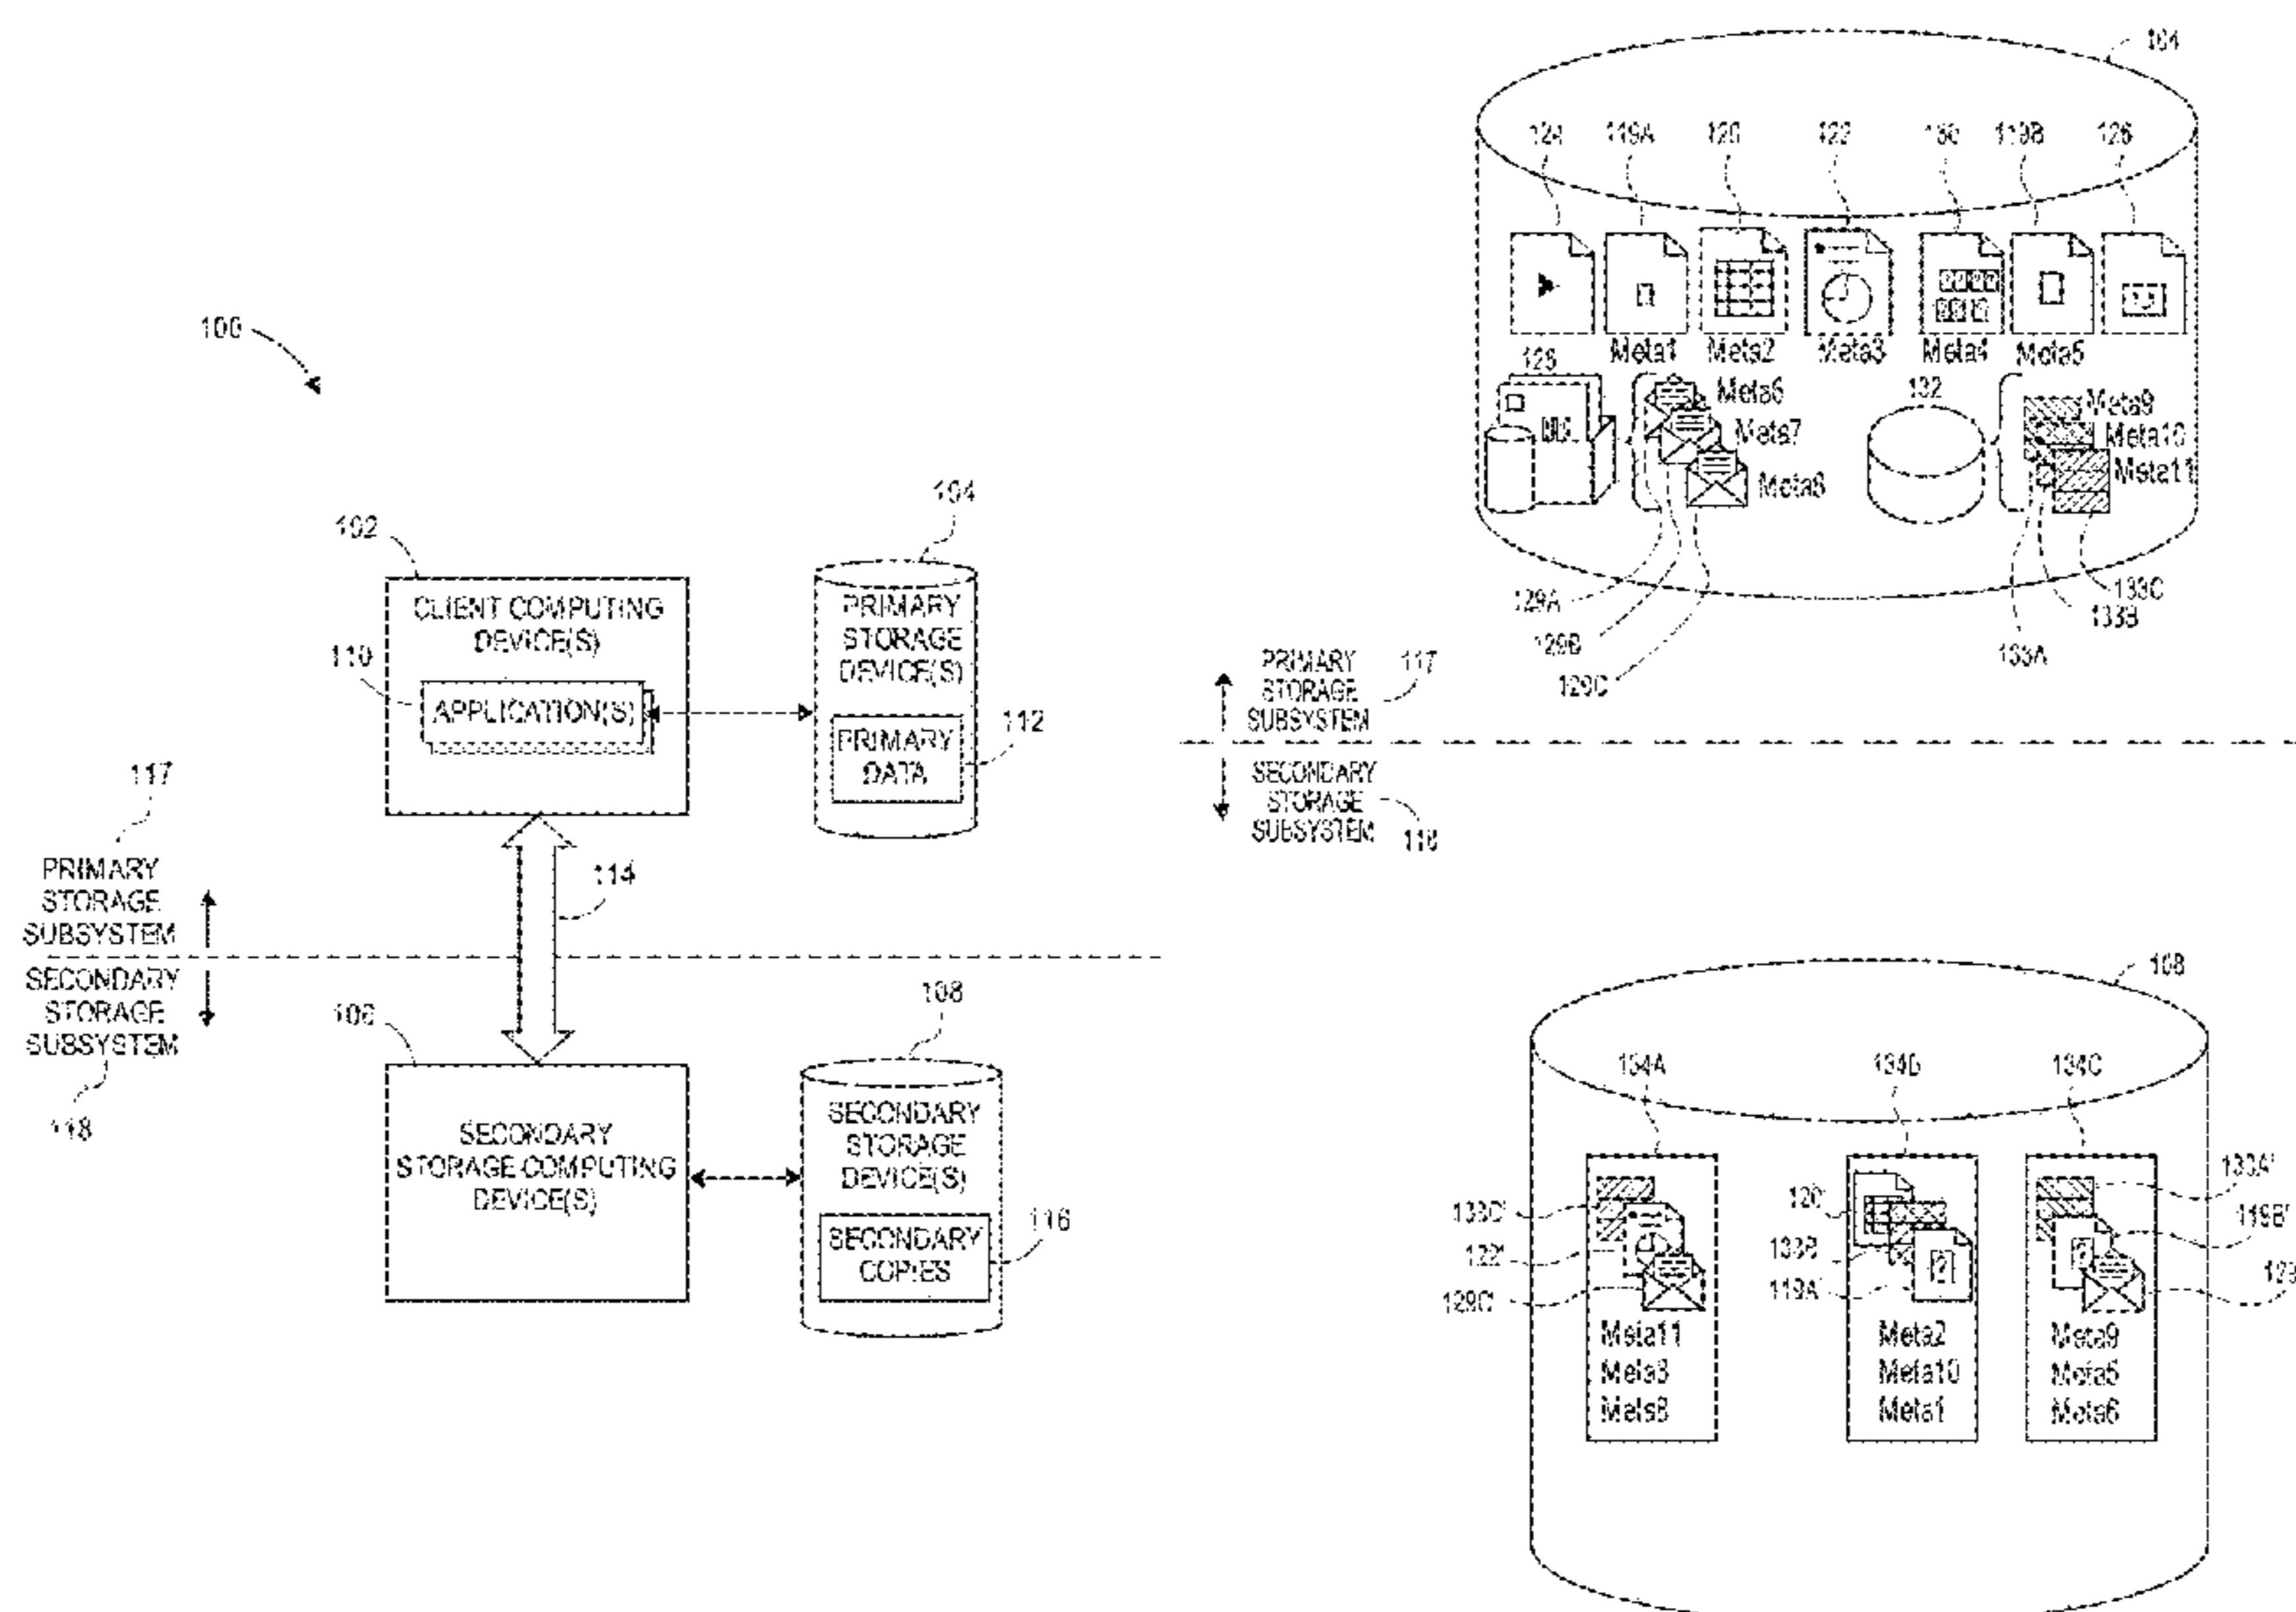 100
102
CLIENT COMPUTING
DEVICE(S)
110
APPLICATION(S)
104
PRIMARY
STORAGE
DEVICE(S)
PRIMARY
DATA
112
117
PRIMARY
STORAGE
SUBSYSTEM
114
SECONDARY
STORAGE
SUBSYSTEM
118
106
SECONDARY
STORAGE COMPUTING
DEVICE(S)
108
SECONDARY
STORAGE
DEVICE(S)
SECONDARY
COPIES
116
104
124 119A 120 122 130 119B 126
Meta1 Meta2 Meta3 Meta4 Meta5
128
Meta6
Meta7
Meta8
132
Meta9
Meta10
Meta11
129A
129B
129C
133C
133B
133A
PRIMARY
STORAGE
SUBSYSTEM
117
SECONDARY
STORAGE
SUBSYSTEM
118
108
134A 134B 134C
133C'
122'
129C'
Meta11
Meta3
Meta8
120'
133B'
119A'
Meta2
Meta10
Meta1
133A'
119B'
Meta9
Meta5
Meta6